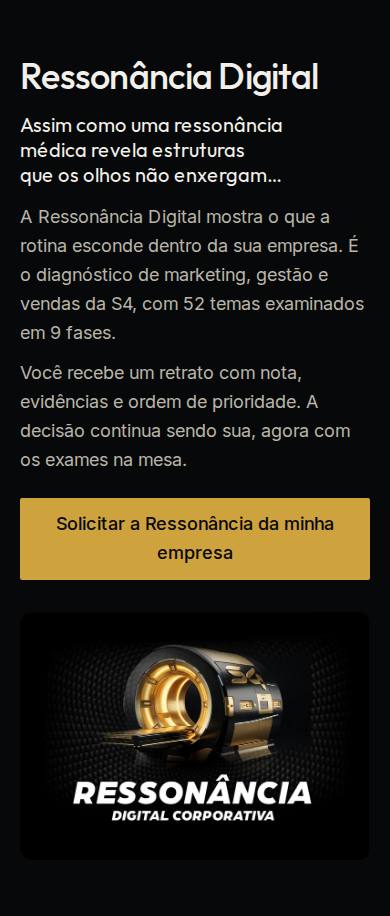 Ressonância Digital
Assim como uma ressonância
médica revela estruturas
que os olhos não enxergam...
A Ressonância Digital mostra o que a
rotina esconde dentro da sua empresa. É
o diagnóstico de marketing, gestão e
vendas da S4, com 52 temas examinados
em 9 fases.
Você recebe um retrato com nota,
evidências e ordem de prioridade. A
decisão continua sendo sua, agora com
os exames na mesa.
Solicitar a Ressonância da minha
empresa
S4
RESSONÂNCIA
DIGITAL CORPORATIVA